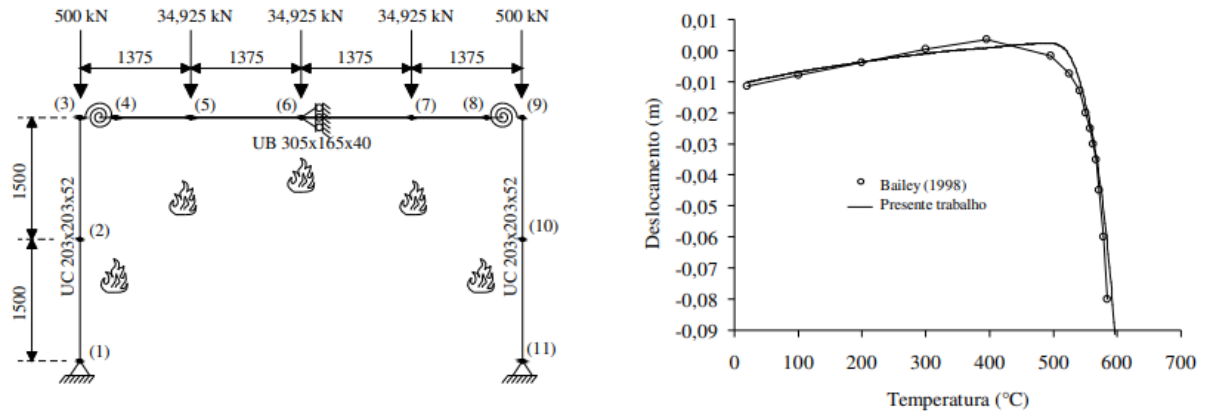 500 kN 34,925 kN 34,925 kN 34,925 kN 500 kN
1375 1375 1375 1375
(3) (4) (5) (6) (7) (8) (9)
UB 305x165x40
1500
UC 203x203x52
UC 203x203x52
(2) (10)
1500
(1) (11)
0,01
0,00
-0,01
-0,02
-0,03
-0,04
-0,05
-0,06
-0,07
-0,08
-0,09
Deslocamento (m)
Bailey (1998)
Presente trabalho
0 100 200 300 400 500 600 700
Temperatura (°C)